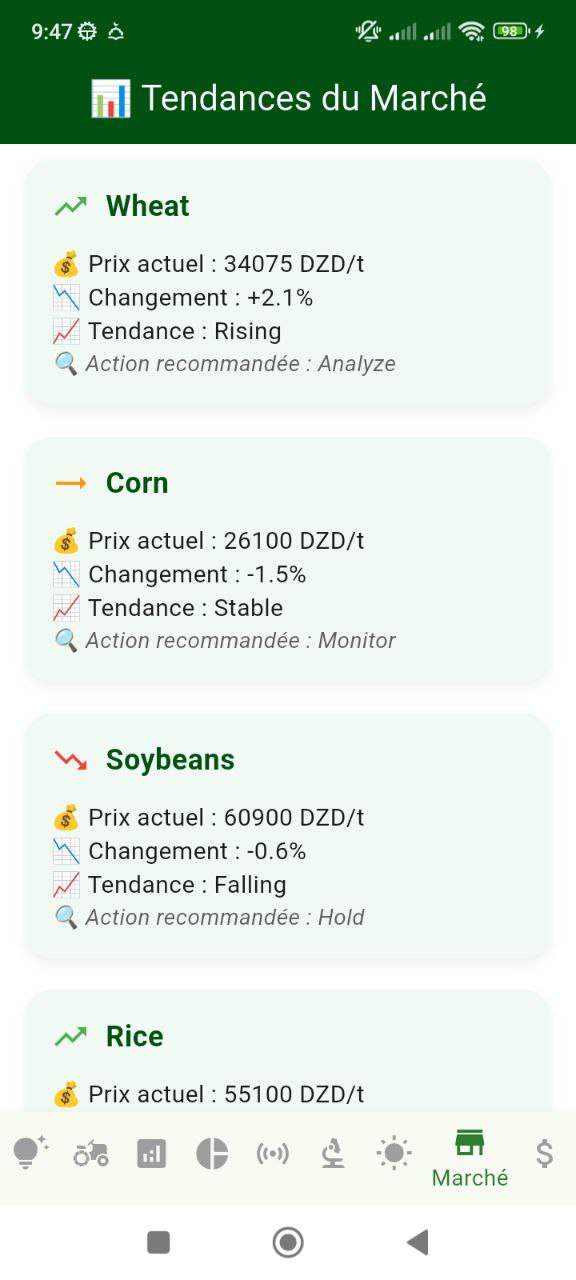 9:47
98
Tendances du Marché
Wheat
Prix actuel : 34075 DZD/t
Changement : +2.1%
Tendance : Rising
Action recommandée : Analyze
Corn
Prix actuel : 26100 DZD/t
Changement : -1.5%
Tendance : Stable
Action recommandée : Monitor
Soybeans
Prix actuel : 60900 DZD/t
Changement : -0.6%
Tendance : Falling
Action recommandée : Hold
Rice
Prix actuel : 55100 DZD/t
Marché